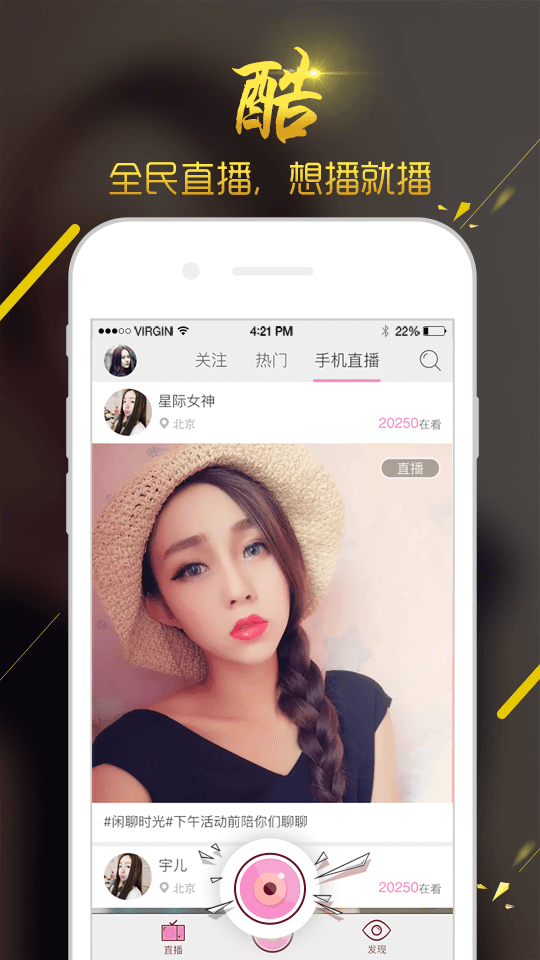 酷
全民直播，想播就播
VIRGIN 4:21 PM 22%
关注 热门 手机直播
星际女神
北京 20250在看
直播
#闲聊时光#下午活动前陪你们聊聊
宇儿
北京 20250在看
直播 发现